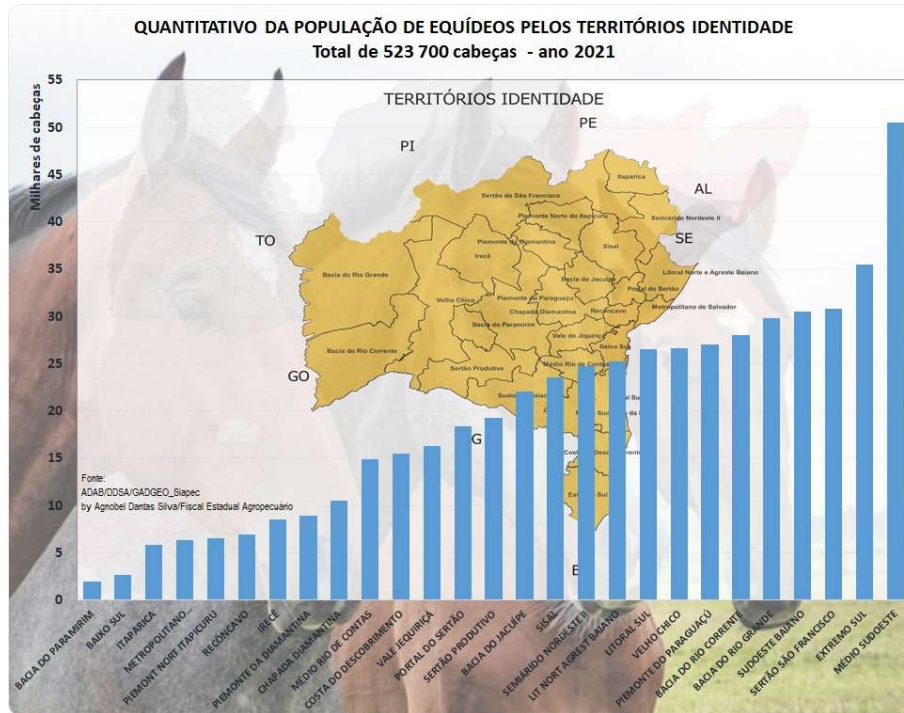 QUANTITATIVO DA POPULAÇÃO DE EQUÍDEOS PELOS TERRITÓRIOS IDENTIDADE
Total de 523 700 cabeças - ano 2021
Milhares de cabeças
55
50
45
40
35
30
25
20
15
10
5
0
TERRITÓRIOS IDENTIDADE
PE
PI
AL
SE
TO
GO
G
E
Itaparica
Sertão do São Francisco
Semiárido Nordeste II
Piemonte Norte do Itapicuru
Sisal
Piemonte da Diamantina
Irecê
Bacia do Rio Grande
Litoral Norte e Agreste Baiano
Bacia do Jacuípe
Portal do Sertão
Velho Chico
Piemonte do Paraguaçu
Metropolitano de Salvador
Chapada Diamantina
Recôncavo
Bacia do Paramirim
Vale do Jiquiriçá
Baixo Sul
Bacia do Rio Corrente
Médio Rio de Contas
Sertão Produtivo
Extremo Sul
Fonte:
ADAB/DDSA/GADGEO_Siapec
by Agnobel Dantas Silva/Fiscal Estadual Agropecuário
BACIA DO PARAMIRIM
BAIXO SUL
ITAPARICA
METROPOLITANO...
PIEMONT NORT ITAPICURU
RECÔNCAVO
IRECÊ
PIEMONTE DA DIAMANTINA
CHAPADA DIAMANTINA
MÉDIO RIO DE CONTAS
COSTA DO DESCOBRIMENTO
VALE JEQUIRIÇÁ
PORTAL DO SERTÃO
SERTÃO PRODUTIVO
BACIA DO JACUÍPE
SISAL
SEMIÁRIDO NORDESTE II
LIT NORT AGREST BAIANO
LITORAL SUL
VELHO CHICO
PIEMONTE DO PARAGUAÇÚ
BACIA DO RIO CORRENTE
BACIA DO RIO GRANDE
SUDOESTE BAIANO
SERTÃO SÃO FRANCISCO
EXTREMO SUL
MÉDIO SUDOESTE